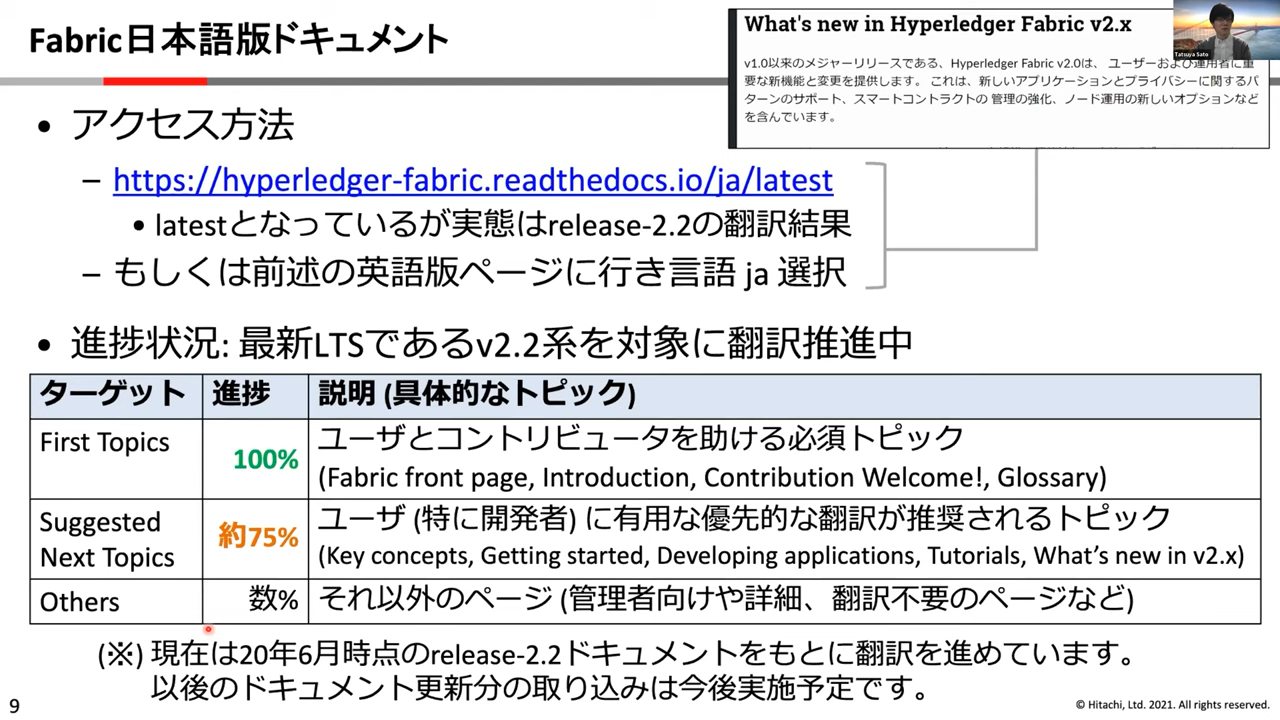 Fabric日本語版ドキュメント
What's new in Hyperledger Fabric v2.x
v1.0以来のメジャーリリースである、Hyperledger Fabric v2.0は、ユーザーおよび運用者に重
要な新機能と変更を提供します。 これは、新しいアプリケーションとプライバシーに関するパ
ターンのサポート、スマートコントラクトの 管理の強化、ノード運用の新しいオプションなど
を含んでいます。
Tatsuya Sato
• アクセス方法
– https://hyperledger-fabric.readthedocs.io/ja/latest
• latestとなっているが実態はrelease-2.2の翻訳結果
– もしくは前述の英語版ページに行き言語 ja 選択
• 進捗状況: 最新LTSであるv2.2系を対象に翻訳推進中
ターゲット 進捗 説明 (具体的なトピック)
First Topics 100% ユーザとコントリビュータを助ける必須トピック
(Fabric front page, Introduction, Contribution Welcome!, Glossary)
Suggested Next Topics 約75% ユーザ (特に開発者) に有用な優先的な翻訳が推奨されるトピック
(Key concepts, Getting started, Developing applications, Tutorials, What's new in v2.x)
Others 数% それ以外のページ (管理者向けや詳細、翻訳不要のページなど)
(※) 現在は20年6月時点のrelease-2.2ドキュメントをもとに翻訳を進めています。
以後のドキュメント更新分の取り込みは今後実施予定です。
9
© Hitachi, Ltd. 2021. All rights reserved.